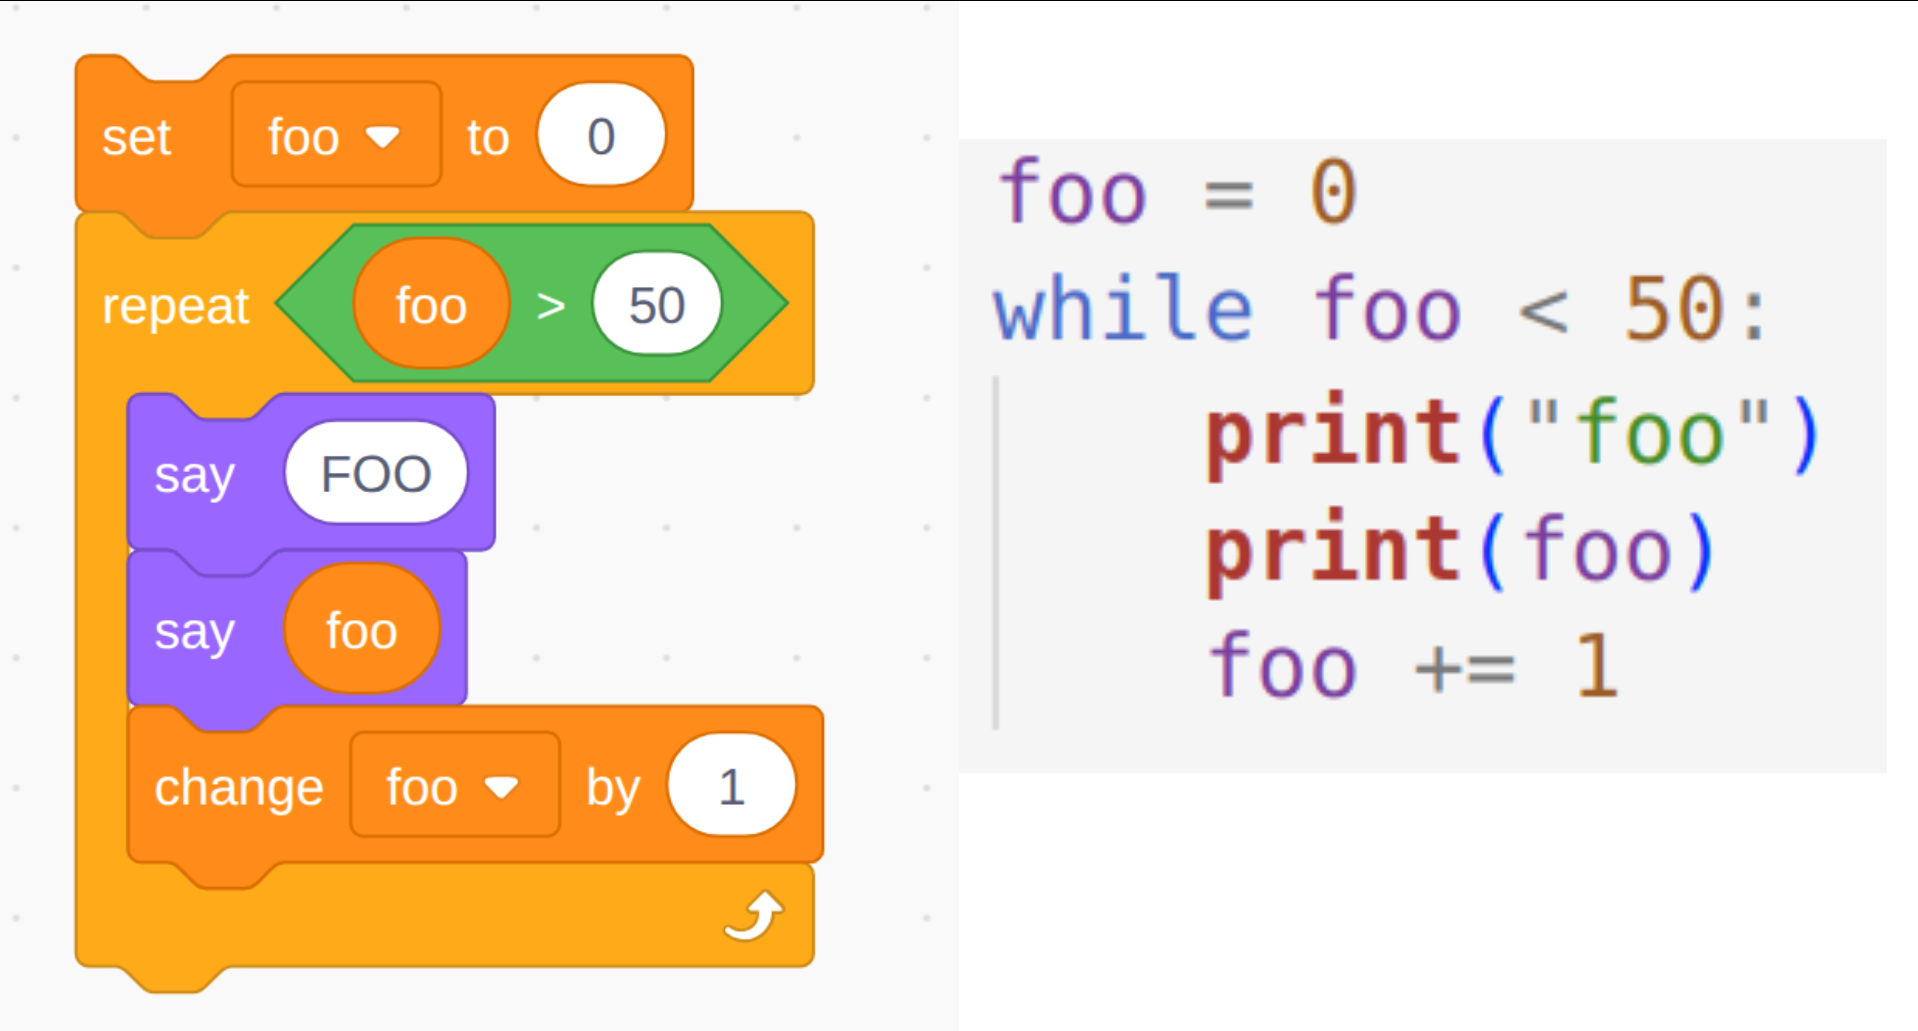 set foo to 0
repeat foo > 50
say FOO
say foo
change foo by 1
foo = 0
while foo < 50:
print("foo")
print(foo)
foo += 1